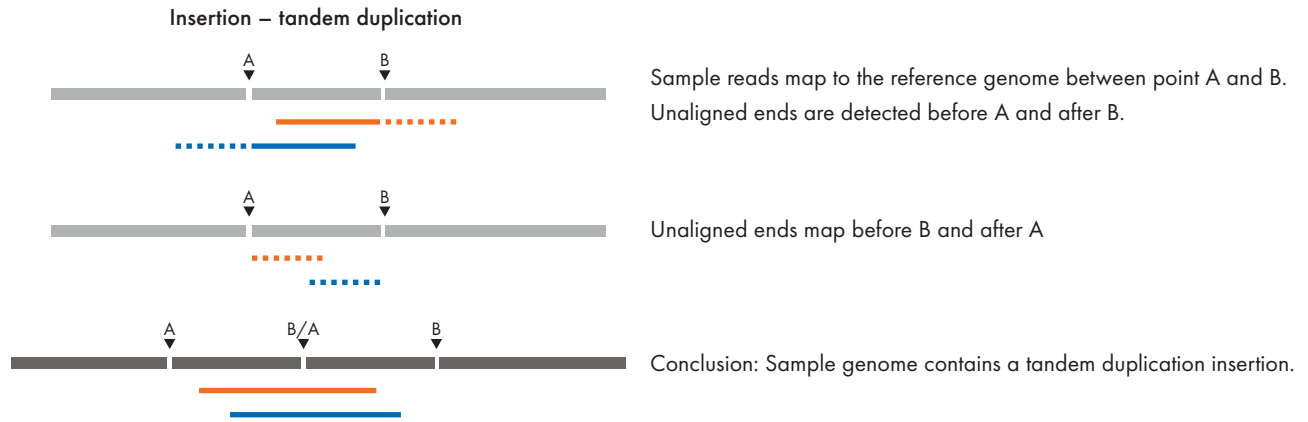 Insertion – tandem duplication
A B
Sample reads map to the reference genome between point A and B.
Unaligned ends are detected before A and after B.
A B
Unaligned ends map before B and after A
A B/A B
Conclusion: Sample genome contains a tandem duplication insertion.